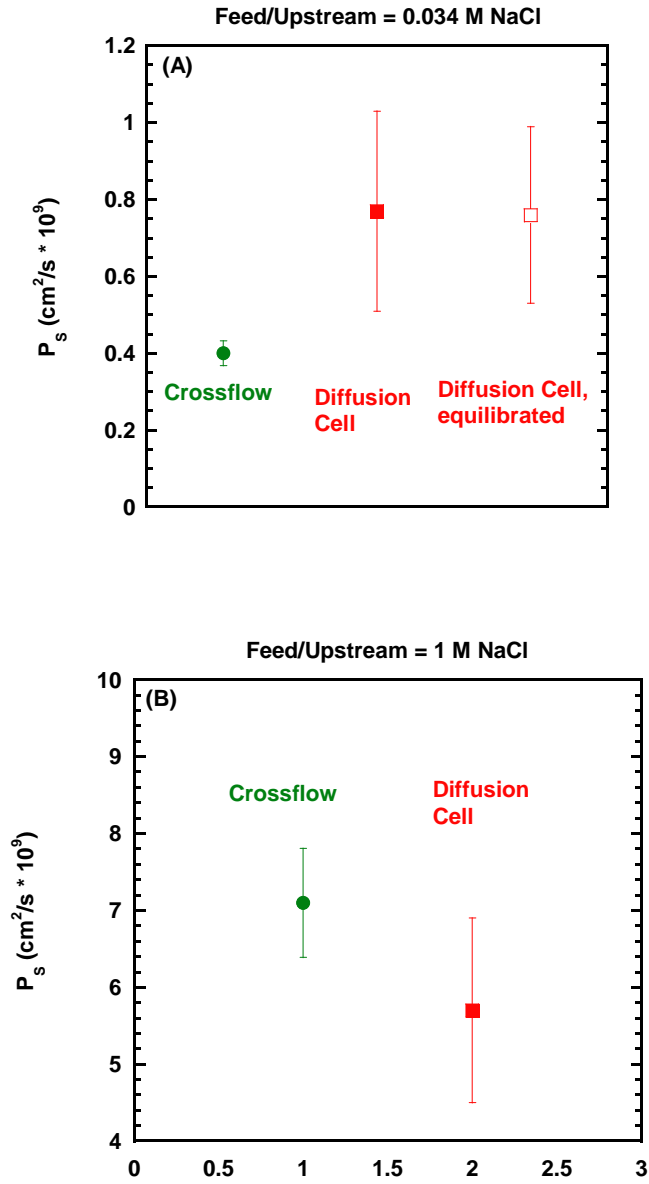 Feed/Upstream = 0.034 M NaCl
(A)
1.2
1
0.8
0.6
0.4
0.2
0
P_s (cm²/s * 10⁹)
Crossflow
Diffusion
Cell
Diffusion Cell,
equilibrated
Feed/Upstream = 1 M NaCl
(B)
10
9
8
7
6
5
4
P_s (cm²/s * 10⁹)
Crossflow
Diffusion
Cell
0 0.5 1 1.5 2 2.5 3